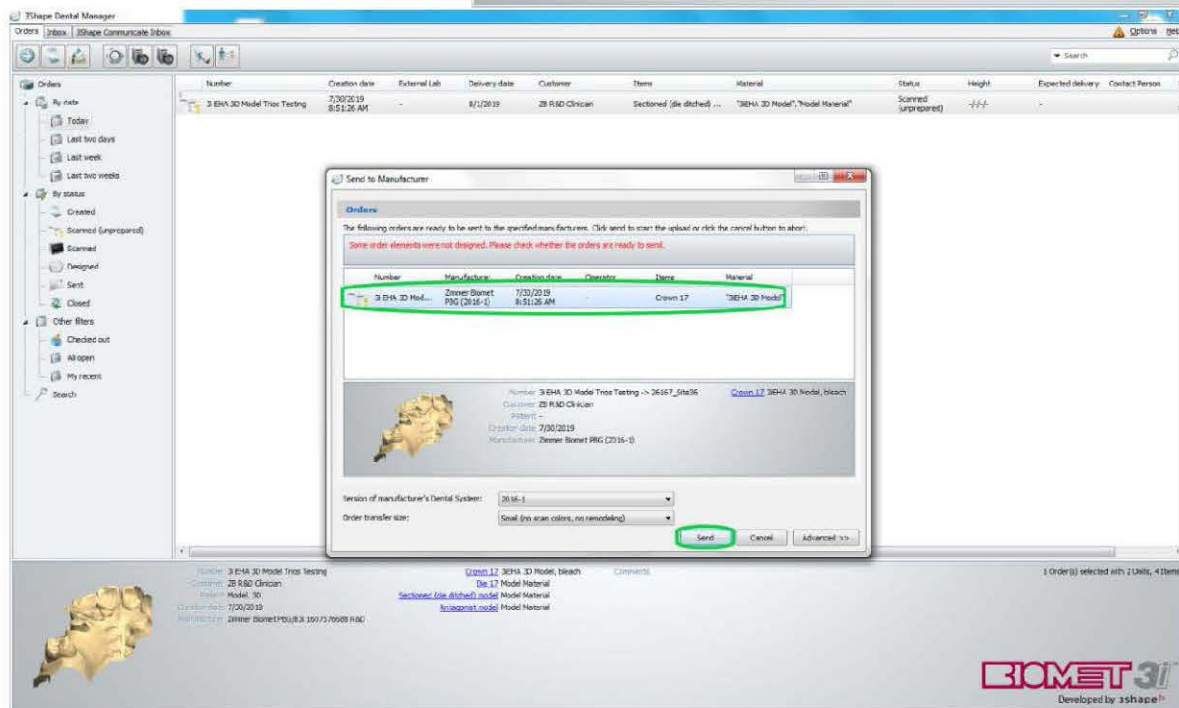 3Shape Dental Manager
Orders Inbox 3Shape Communicate Inbox
Options
Search
Orders
By date
Today
Last two days
Last week
Last two weeks
By status
Created
Scanned (unprepared)
Scanned
Designed
Sent
Closed
Other filters
Checked out
All open
My recent
Search
Number Creation date External Lab Delivery date Customer Items Material Status Height Expected delivery Contact Person
3i EHA 3D Model Trios Testing 7/30/2019 8:51:26 AM - 8/1/2019 ZB R&D Clinican Sectioned (die ditched) ... "3iEHA 3D Model","Model Material" Scanned (unprepared) -/-/- -
Send to Manufacturer
Orders
The following orders are ready to be sent to the specified manufacturers. Click send to start the upload or click the cancel button to abort.
Some order elements were not designed. Please check whether the orders are ready to send.
Number Manufacturer Creation date Operator Items Material
3i EHA 3D Mod... Zimmer Biomet PBG (2016-1) 7/30/2019 8:51:26 AM - Crown 17 "3iEHA 3D Model"
Number 3i EHA 3D Model Trios Testing -> 26167_Site36 Crown 17 3iEHA 3D Model, bleach
Customer ZB R&D Clinican
Patient -
Creation date 7/30/2019
Manufacturer Zimmer Biomet PBG (2016-1)
Version of manufacturer's Dental System: 2016-1
Order transfer size: Small (no scan colors, no remodeling)
Send Cancel Advanced >>
Number 3i EHA 3D Model Trios Testing Crown 17 3iEHA 3D Model, bleach Comments
Customer ZB R&D Clinican Die 17 Model Material
Patient Model, 3D Sectioned (die ditched) model Model Material
Creation date 7/30/2019 Antagonist model Model Material
1 Order(s) selected with 2 Units, 4 Items
BIOMET 3i
Developed by 3shape